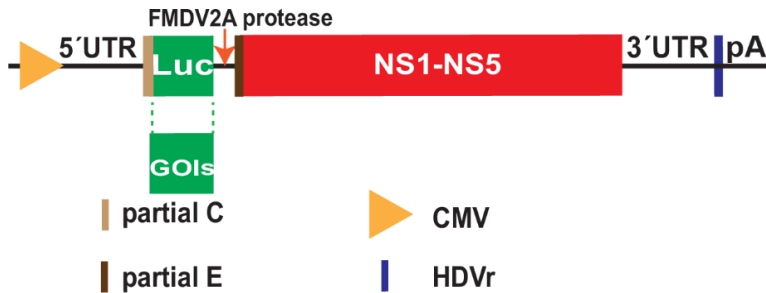 FMDV2A protease
5´UTR Luc NS1-NS5 3´UTR pA
GOIs
partial C CMV
partial E HDVr